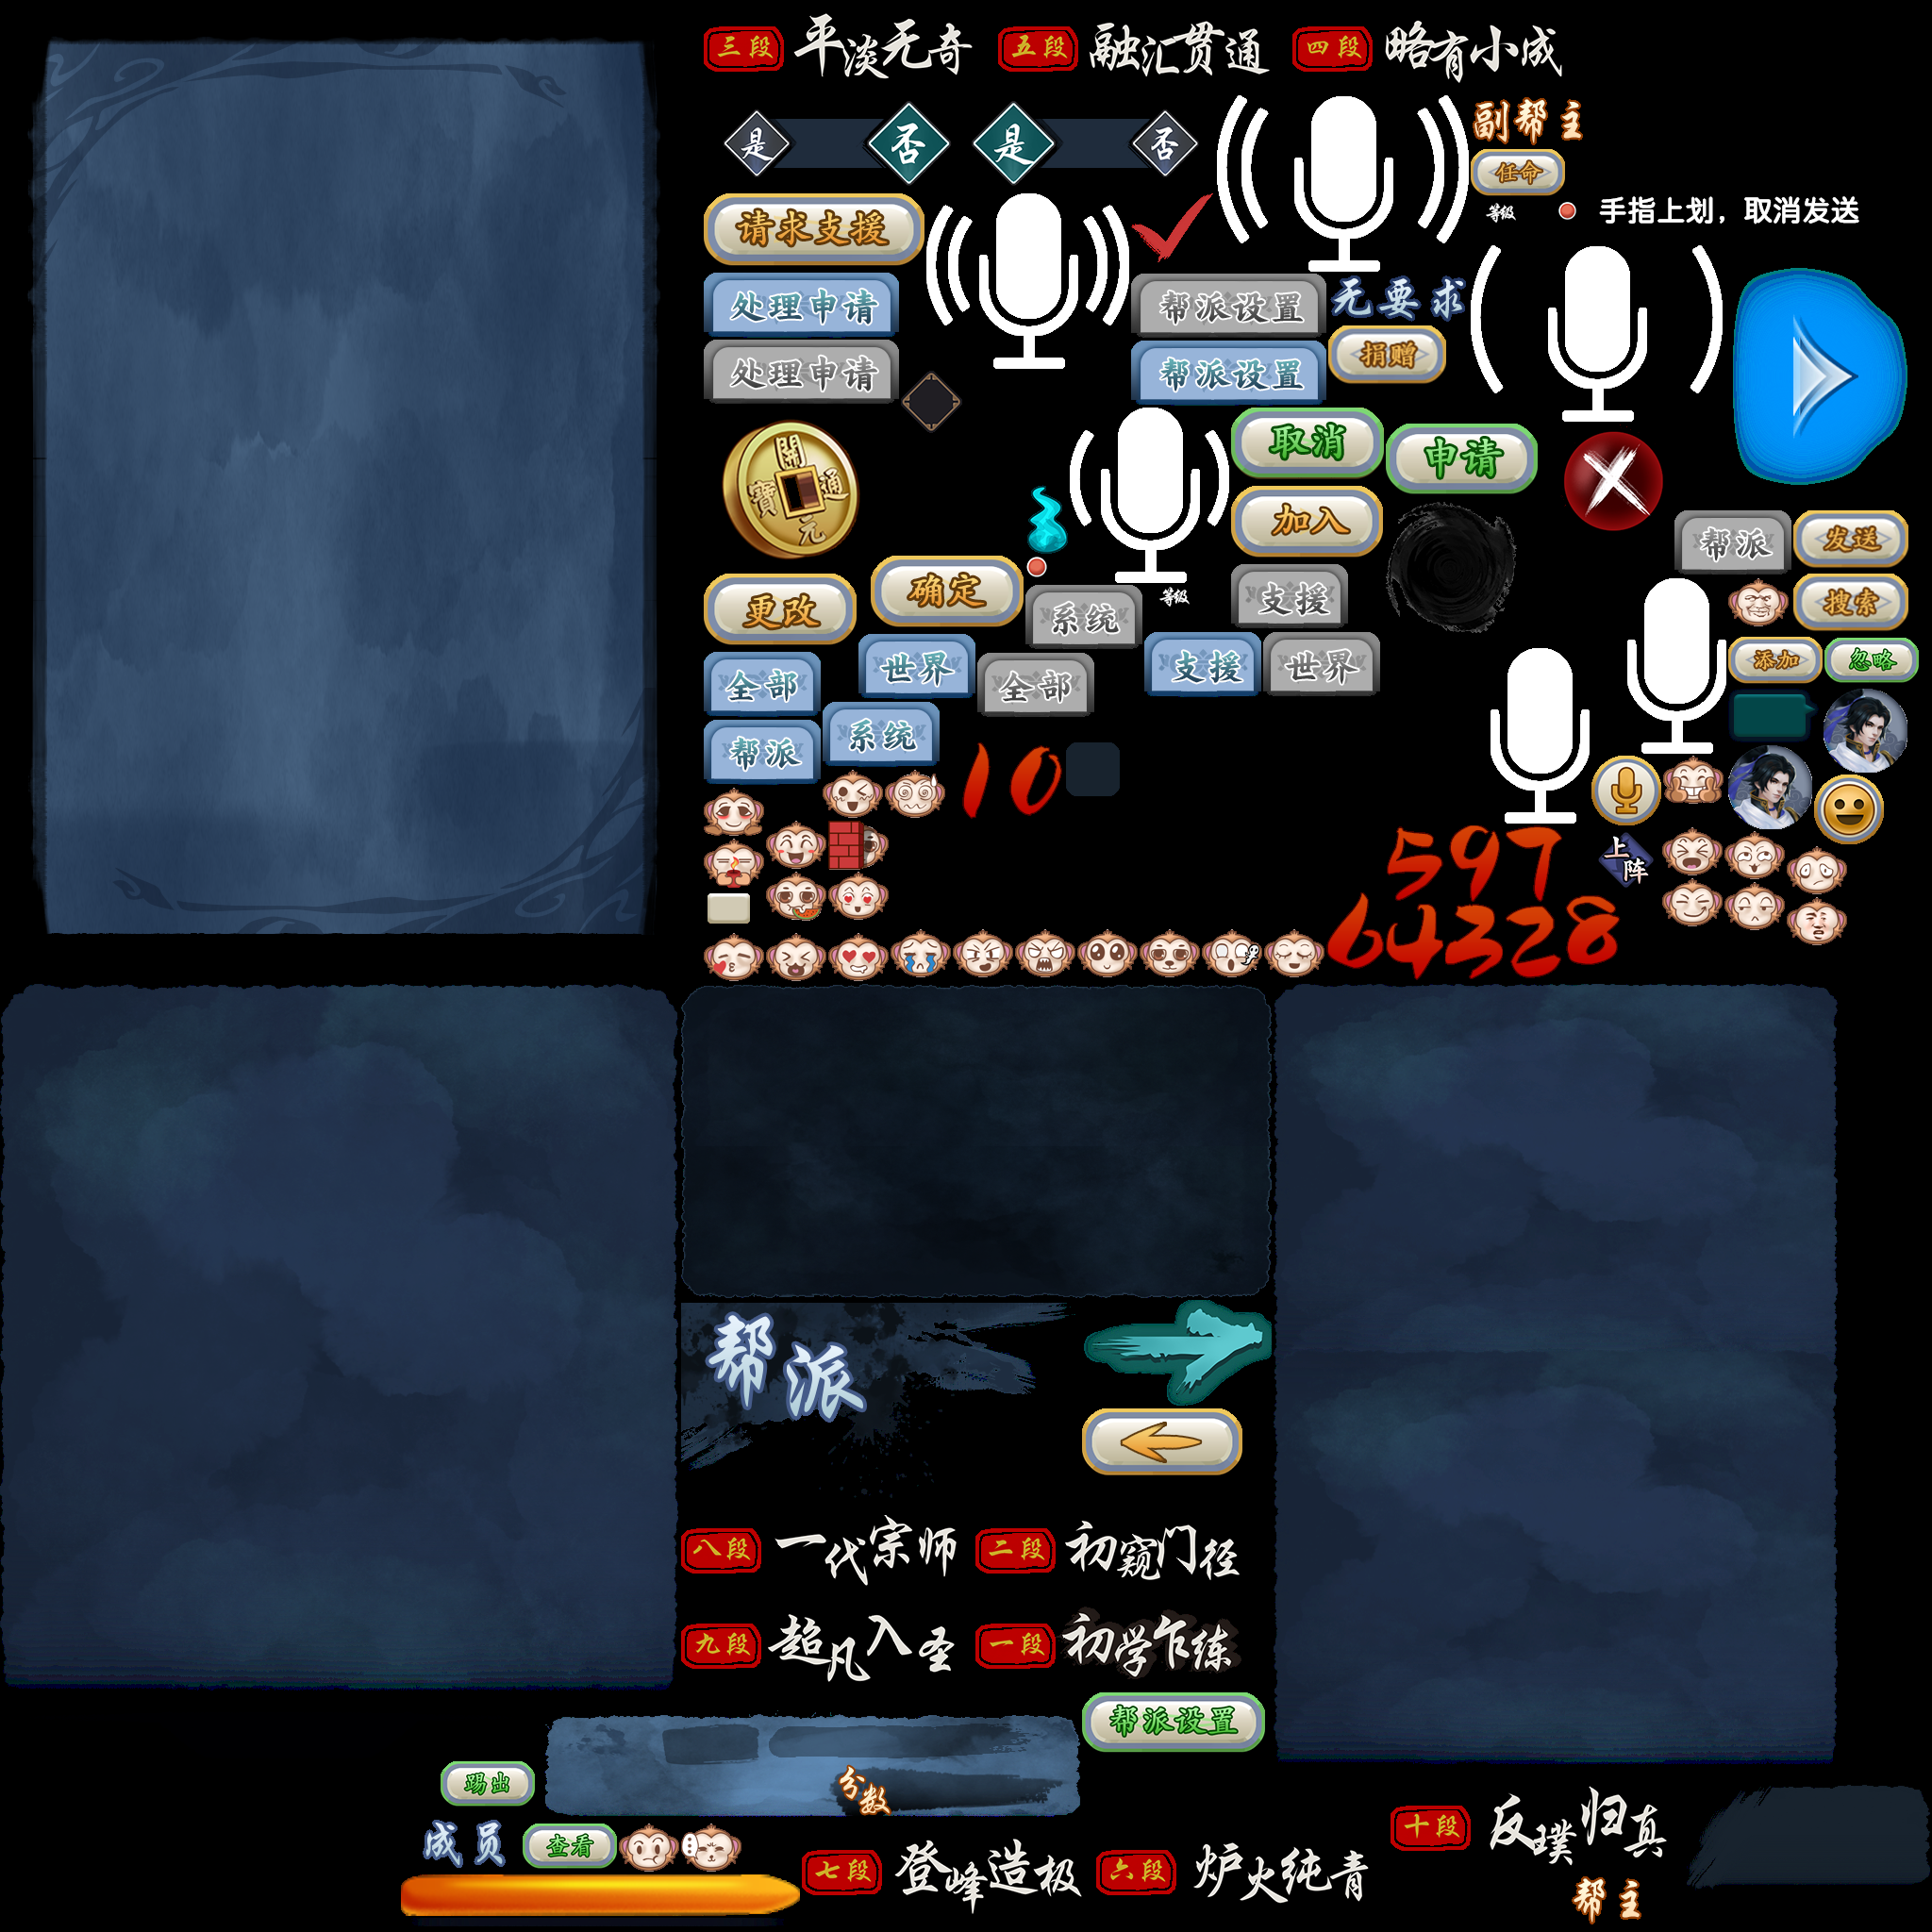 三段 平淡无奇 五段 融汇贯通 四段 略有小成
是 否 是 否
副帮主
任命
等级 手指上划，取消发送
请求支援
处理申请 帮派设置 无要求
捐赠
处理申请 帮派设置
開元通寶
取消 申请
加入
帮派 发送
确定 等级 支援 搜索
更改 系统
全部 世界 全部 支援 世界 添加 忽略
帮派 系统
10
597
上阵
64328
帮派
八段 一代宗师 二段 初窥门径
九段 超凡入圣 一段 初学乍练
帮派设置
踢出 分数
成员 查看
七段 登峰造极 六段 炉火纯青
十段 反璞归真
帮主